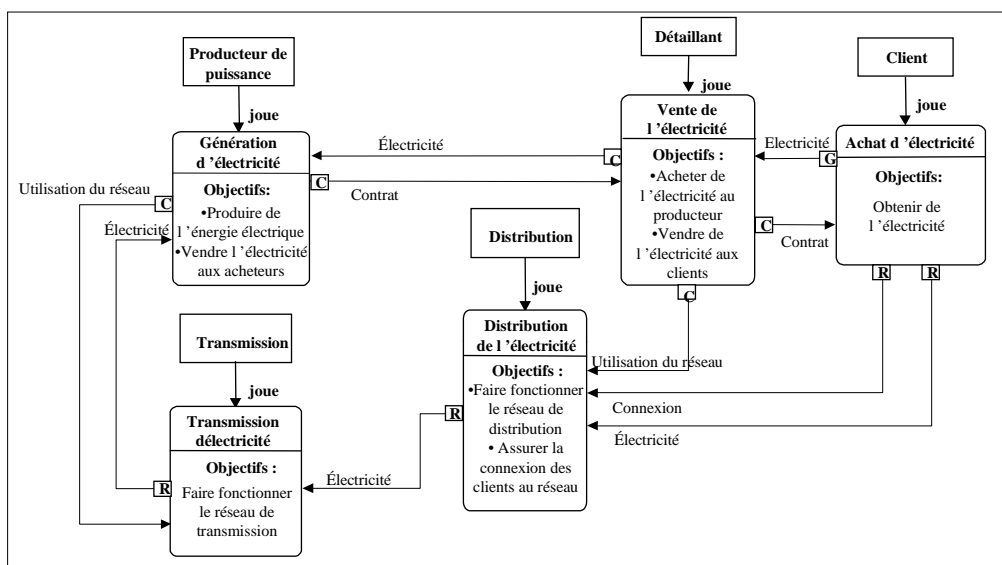 Producteur de
puissance
Détaillant
Client
joue
joue
joue
Génération
d ’électricité
Objectifs:
•Produire de
l ’énergie électrique
•Vendre l ’électricité
aux acheteurs
Électricité
C
C
Contrat
Vente de
l ’électricité
Objectifs :
•Acheter de
l ’électricité au
producteur
•Vendre de
l ’électricité aux
clients
Electricité
G
C
Contrat
Achat d ’électricité
Objectifs:
Obtenir de
l ’électricité
R
R
Utilisation du réseau
C
Électricité
Distribution
joue
C
Distribution
de l ’électricité
Objectifs :
•Faire fonctionner
le réseau de
distribution
• Assurer la
connexion des
clients au réseau
Utilisation du réseau
Connexion
Électricité
Transmission
joue
Transmission
délectricité
Objectifs :
Faire fonctionner
le réseau de
transmission
R
Électricité
R